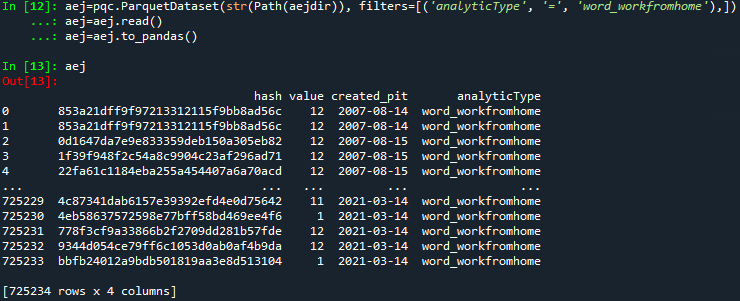 In [12]: aej=pqc.ParquetDataset(str(Path(aejdir)), filters=[('analyticType', '=', 'word_workfromhome'),])
    ...: aej=aej.read()
    ...: aej=aej.to_pandas()
In [13]: aej
Out[13]:
hash value created_pit analyticType
0 853a21dff9f97213312115f9bb8ad56c 12 2007-08-14 word_workfromhome
1 853a21dff9f97213312115f9bb8ad56c 12 2007-08-14 word_workfromhome
2 0d1647da7e9e833359deb150a305eb82 12 2007-08-15 word_workfromhome
3 1f39f948f2c54a8c9904c23af296ad71 12 2007-08-15 word_workfromhome
4 22fa61c1184eba255a454407a6a70acd 12 2007-08-15 word_workfromhome
... ... ... ... ...
725229 4c87341dab6157e39392efd4e0d75642 11 2021-03-14 word_workfromhome
725230 4eb58637572598e77bff58bd469ee4f6 1 2021-03-14 word_workfromhome
725231 778f3cf9a33866b2f2709dd281b57fde 12 2021-03-14 word_workfromhome
725232 9344d054ce79ff6c1053d0ab0af4b9da 12 2021-03-14 word_workfromhome
725233 bbfb24012a9bdb501819aa3e8d513104 1 2021-03-14 word_workfromhome
[725234 rows x 4 columns]